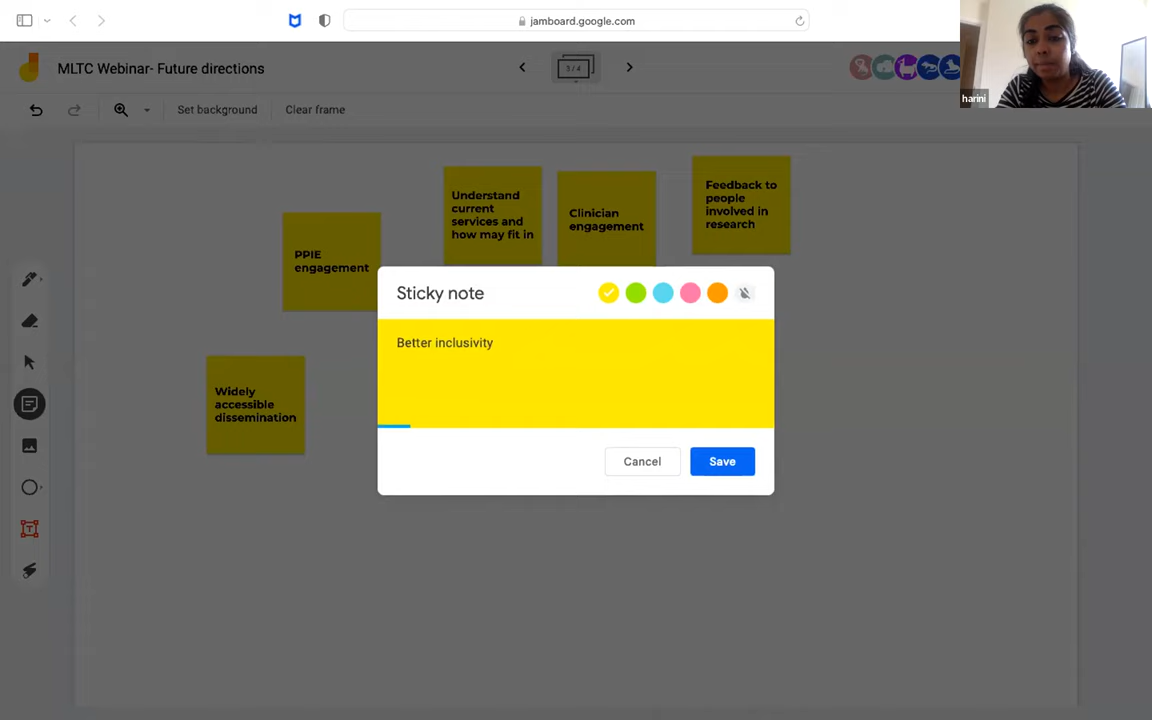 jamboard.google.com
MLTC Webinar- Future directions
3 / 4
harini
Set background
Clear frame
PPIE
engagement
Understand
current
services and
how may fit in
Clinician
engagement
Feedback to
people
involved in
research
Widely
accessible
dissemination
Sticky note
Better inclusivity
Cancel
Save
T